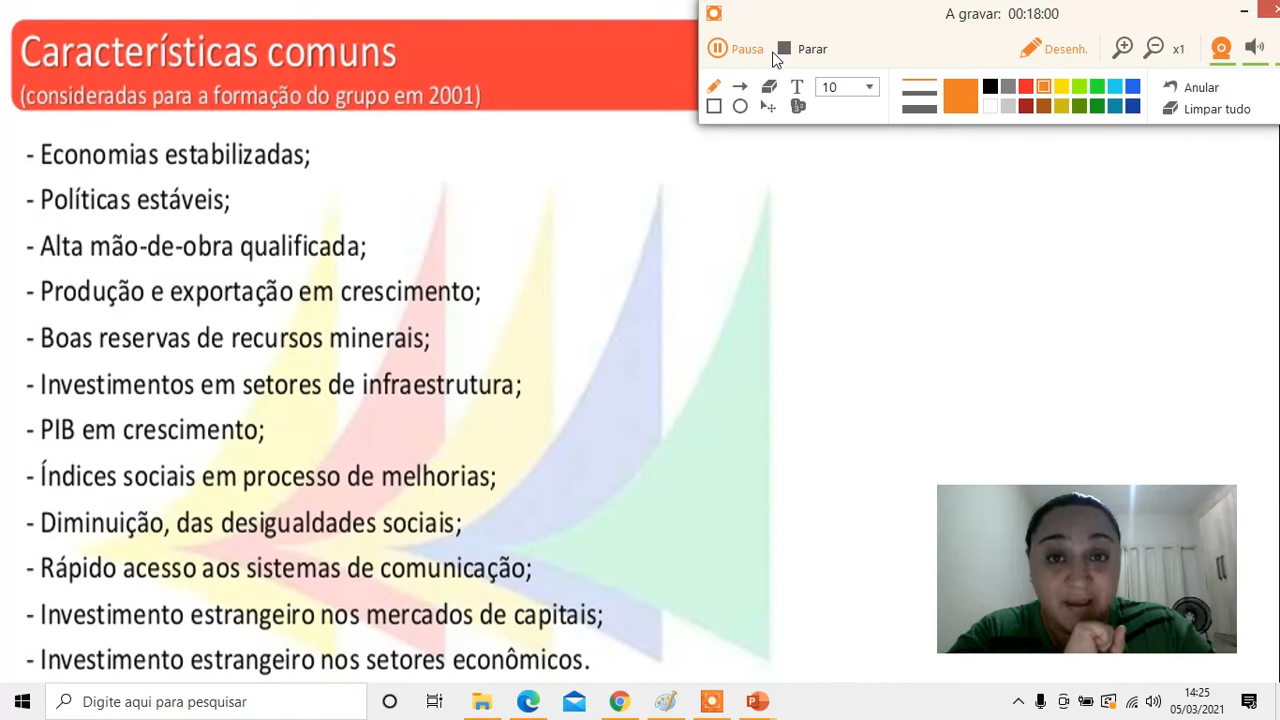 Características comuns
(consideradas para a formação do grupo em 2001)
- Economias estabilizadas;
- Políticas estáveis;
- Alta mão-de-obra qualificada;
- Produção e exportação em crescimento;
- Boas reservas de recursos minerais;
- Investimentos em setores de infraestrutura;
- PIB em crescimento;
- Índices sociais em processo de melhorias;
- Diminuição, das desigualdades sociais;
- Rápido acesso aos sistemas de comunicação;
- Investimento estrangeiro nos mercados de capitais;
- Investimento estrangeiro nos setores econômicos.
A gravar: 00:18:00
Pausa Parar Desenh. x1
T 10 Anular
Limpar tudo
Digite aqui para pesquisar
14:25
05/03/2021